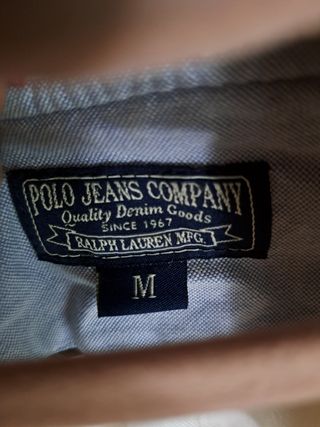 POLO JEANS COMPANY
Quality Denim Goods
SINCE 1967
RALPH LAUREN MFG.
M